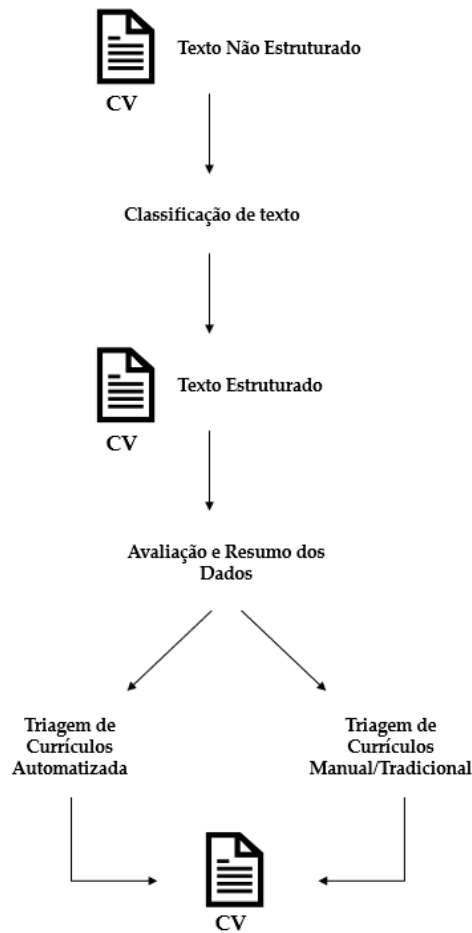 Texto Não Estruturado
CV
Classificação de texto
Texto Estruturado
CV
Avaliação e Resumo dos
Dados
Triagem de
Currículos
Automatizada
Triagem de
Currículos
Manual/Tradicional
CV